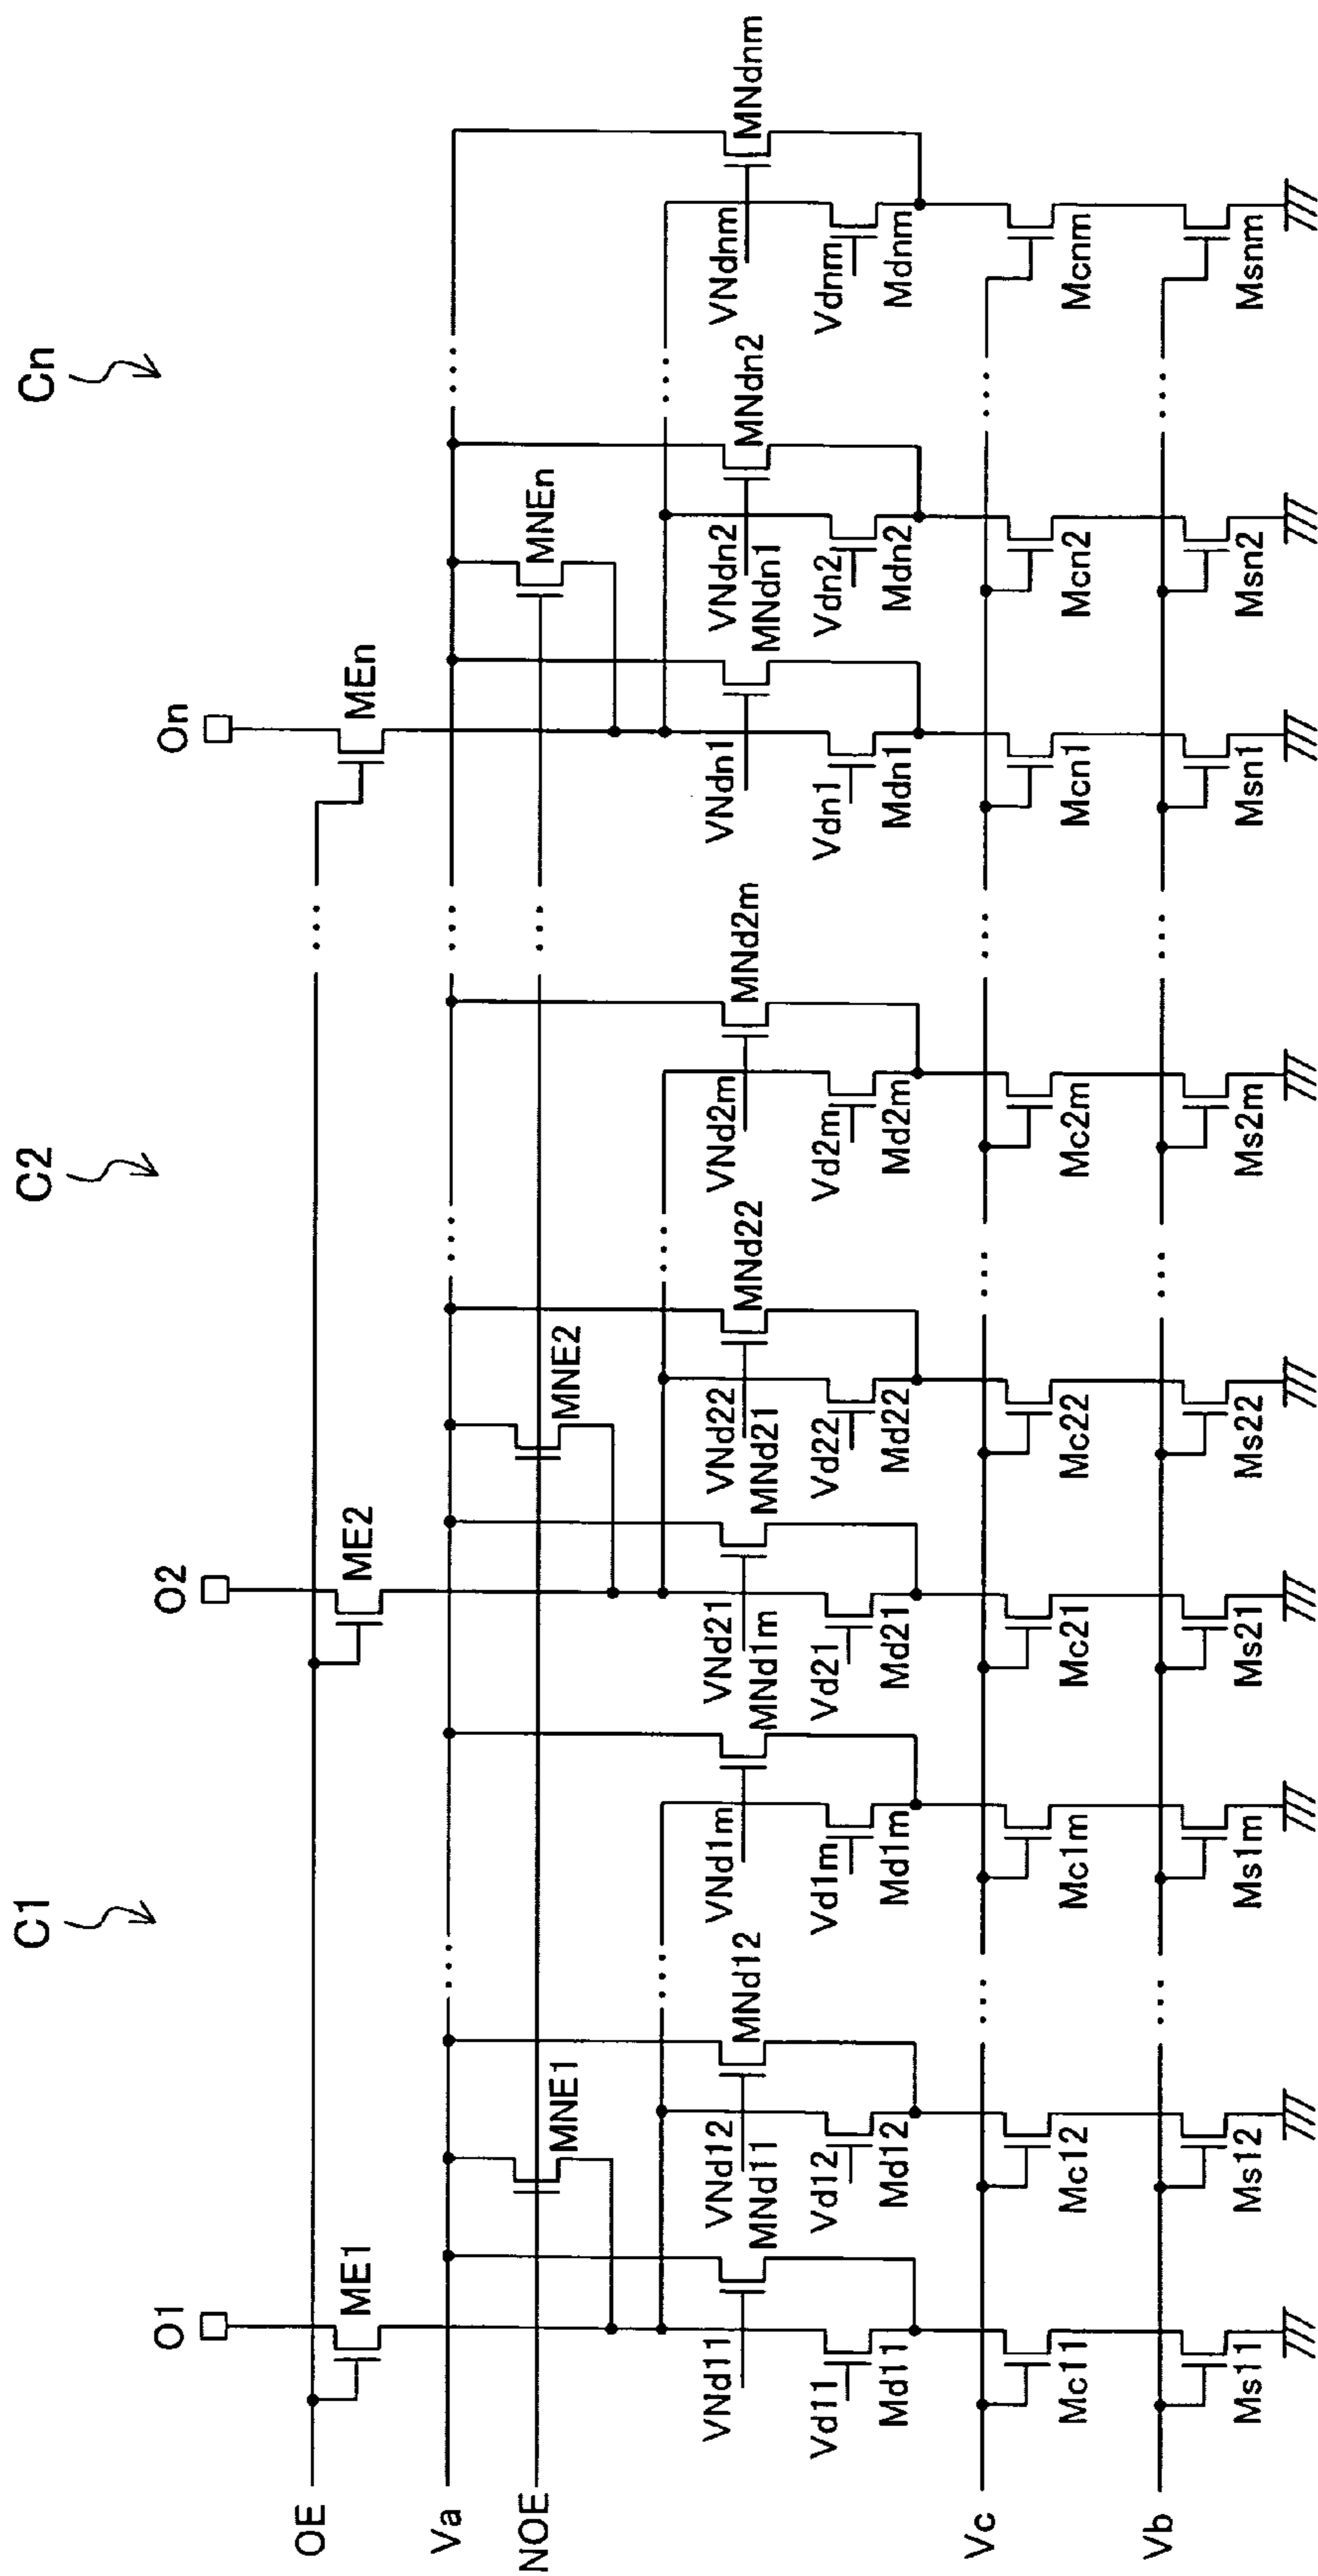 C1 C2 Cn
O1 O2 On
ME1 ME2 MEn
OE
Va
MNE1 MNE2 MNEn
NOE
VNd11 VNd12 MNd12 VNd1m VNd21 VNd22 MNd22 VNd2m MNd2m VNdn1 VNdn2 MNdn2 VNdnm MNdnm
MNd11 MNd1m MNd21 MNdn1
Vd11 Vd12 Vd1m Vd21 Vd22 Vd2m Vdn1 Vdn2 Vdnm
Md11 Md12 Md1m Md21 Md22 Md2m Mdn1 Mdn2 Mdnm
Vc
Mc11 Mc12 Mc1m Mc21 Mc22 Mc2m Mcn1 Mcn2 Mcnm
Vb
Ms11 Ms12 Ms1m Ms21 Ms22 Ms2m Msn1 Msn2 Msnm